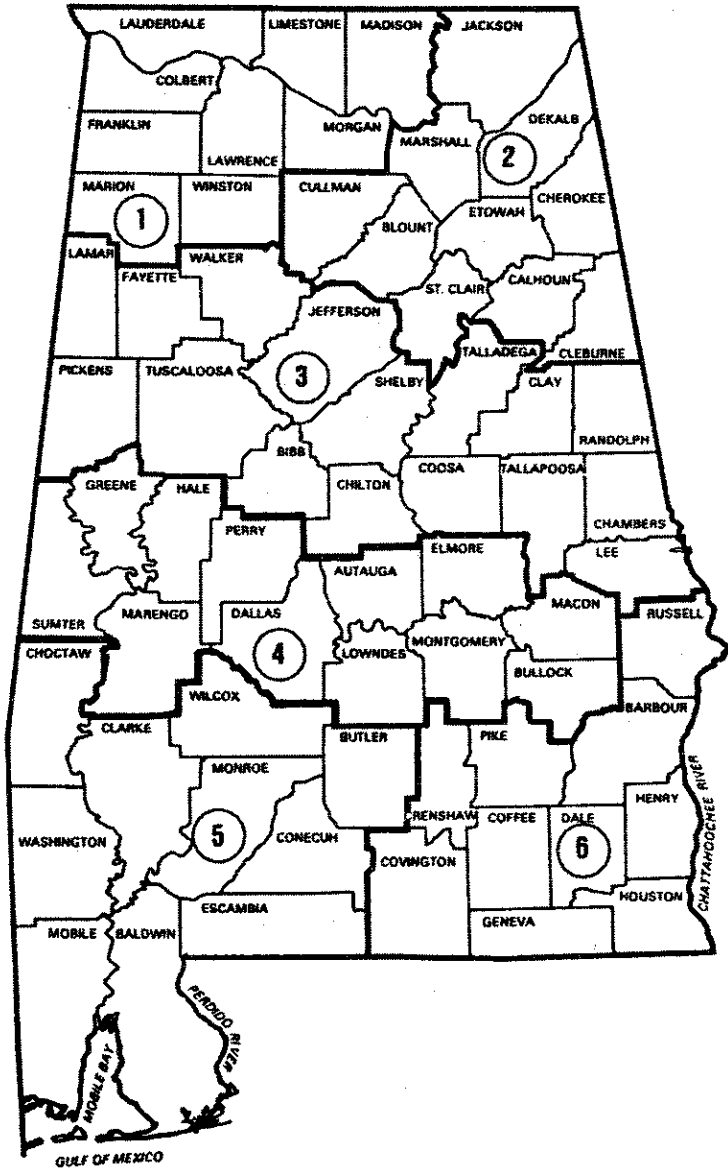 LAUDERDALE
LIMESTONE
MADISON
JACKSON
COLBERT
FRANKLIN
LAWRENCE
MORGAN
MARSHALL
DEKALB
2
MARION
WINSTON
CULLMAN
CHEROKEE
1
BLOUNT
ETOWAH
LAMAR
FAYETTE
WALKER
JEFFERSON
ST. CLAIR
CALHOUN
PICKENS
TUSCALOOSA
3
SHELBY
TALLADEGA
CLEBURNE
CLAY
RANDOLPH
BIBB
GREENE
HALE
CHILTON
COOSA
TALLAPOOSA
PERRY
CHAMBERS
ELMORE
LEE
AUTAUGA
SUMTER
MARENGO
DALLAS
MACON
RUSSELL
CHOCTAW
4
LOWNDES
MONTGOMERY
BULLOCK
WILCOX
BARBOUR
CLARKE
BUTLER
PIKE
MONROE
HENRY
WASHINGTON
5
CONECUH
CRENSHAW
COFFEE
DALE
6
COVINGTON
HOUSTON
CHATTAHOOCHEE RIVER
ESCAMBIA
GENEVA
MOBILE
BALDWIN
PERDIDO
RIVER
MOBILE BAY
GULF OF MEXICO